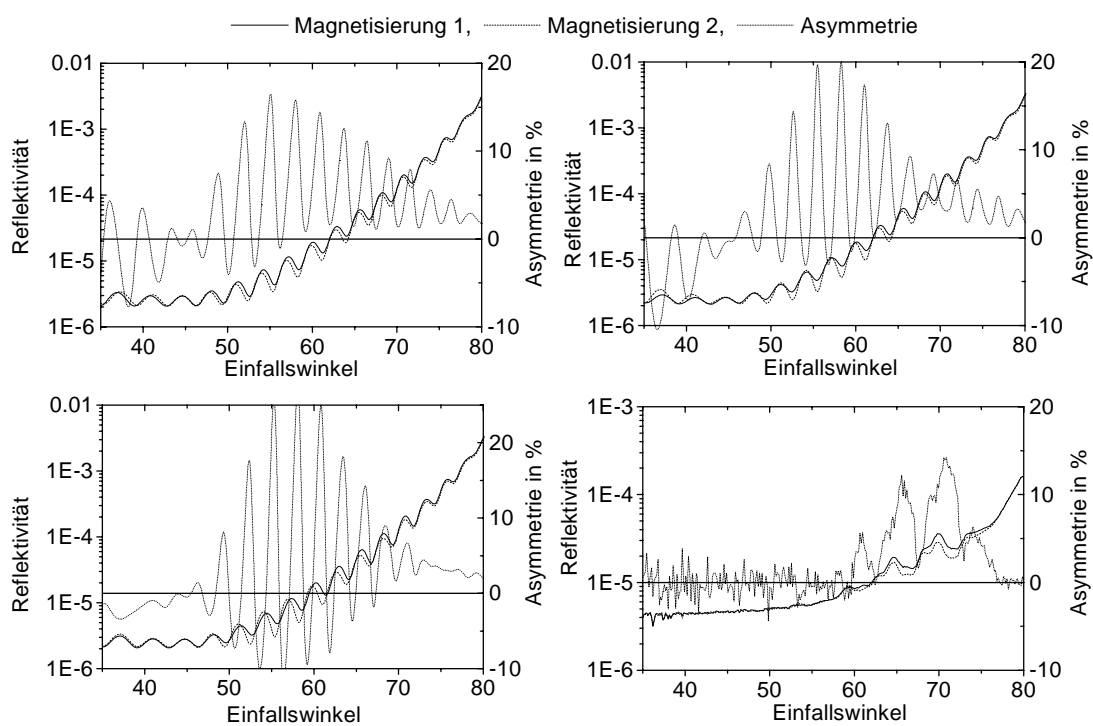 Magnetisierung 1, Magnetisierung 2, Asymmetrie
0.01
1E-3
1E-4
1E-5
1E-6
Reflektivität
20
10
0
-10
Asymmetrie in %
40 50 60 70 80
Einfallswinkel
0.01
1E-3
1E-4
1E-5
1E-6
Reflektivität
20
10
0
-10
Asymmetrie in %
40 50 60 70 80
Einfallswinkel
0.01
1E-3
1E-4
1E-5
1E-6
Reflektivität
20
10
0
-10
Asymmetrie in %
40 50 60 70 80
Einfallswinkel
1E-3
1E-4
1E-5
1E-6
Reflektivität
20
10
0
-10
Asymmetrie in %
40 50 60 70 80
Einfallswinkel